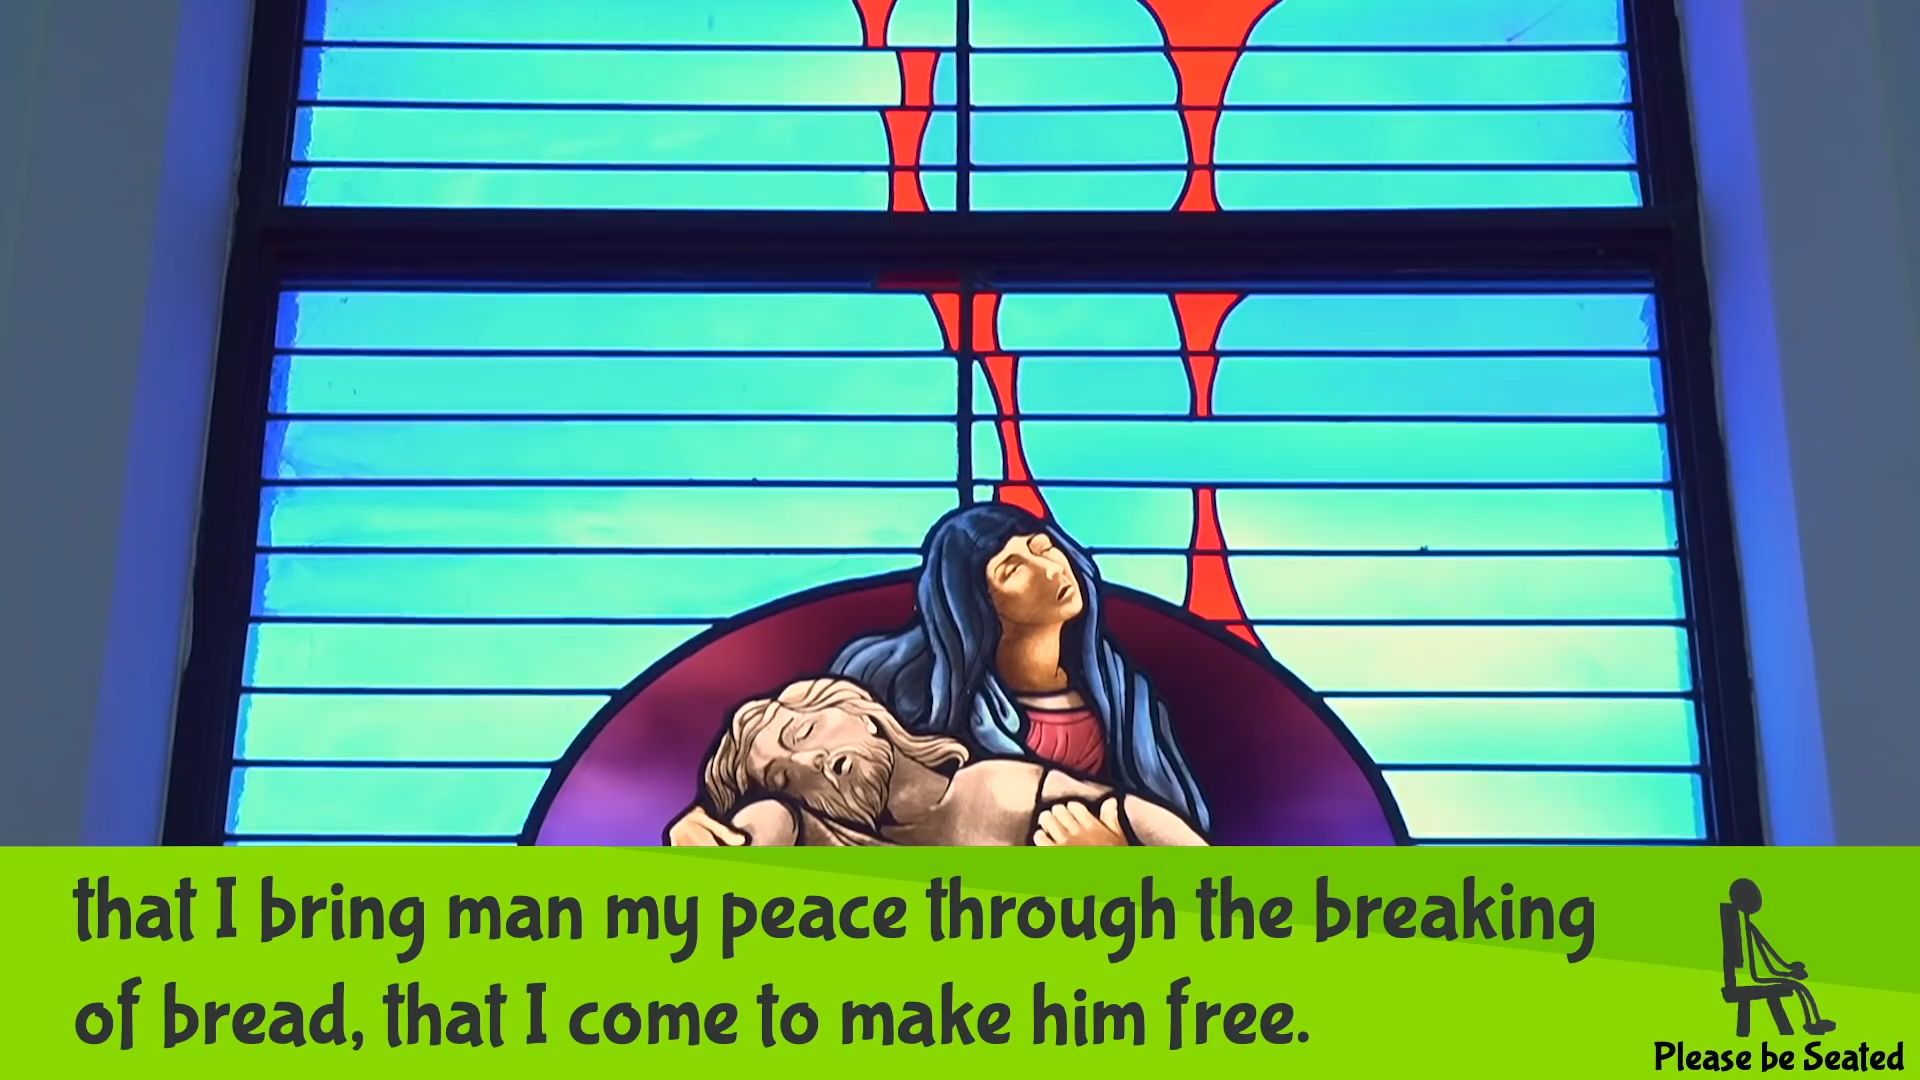 that I bring man my peace through the breaking
of bread, that I come to make him free.
Please be Seated